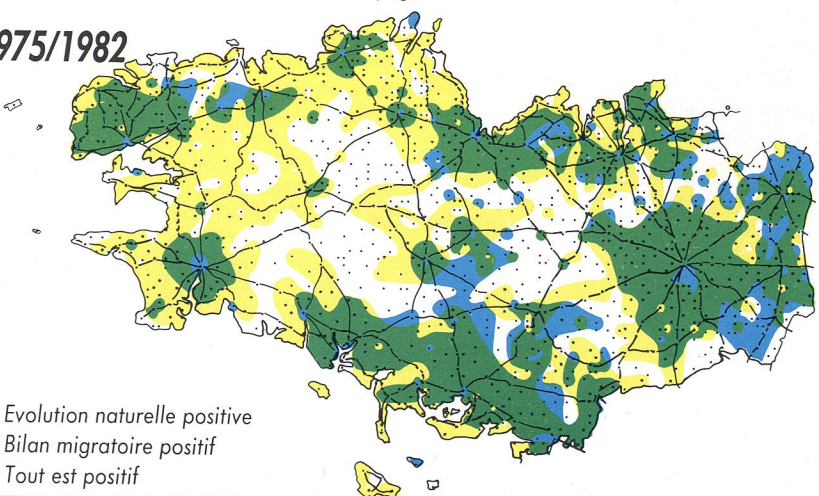 975/1982
Evolution naturelle positive
Bilan migratoire positif
Tout est positif